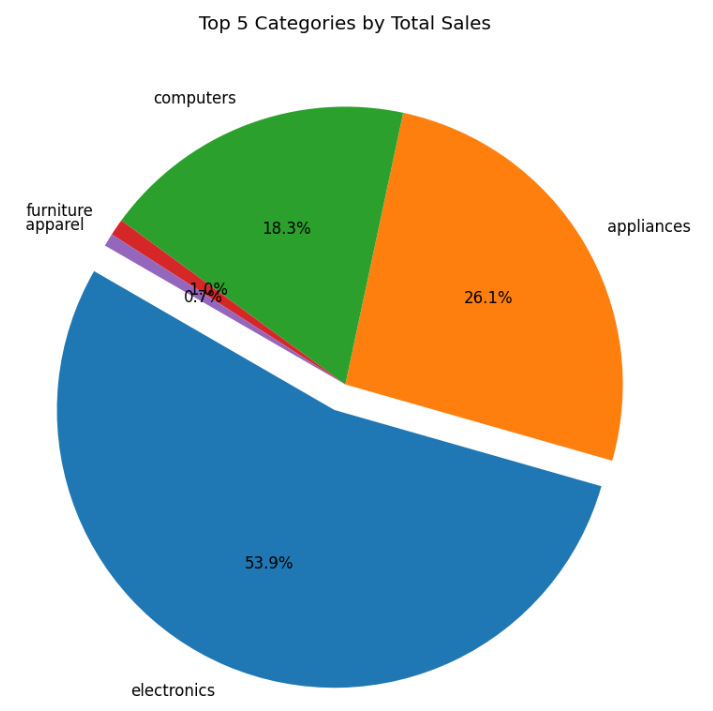 Top 5 Categories by Total Sales
computers
furniture
apparel
appliances
18.3%
1.0%
0.7%
26.1%
53.9%
electronics